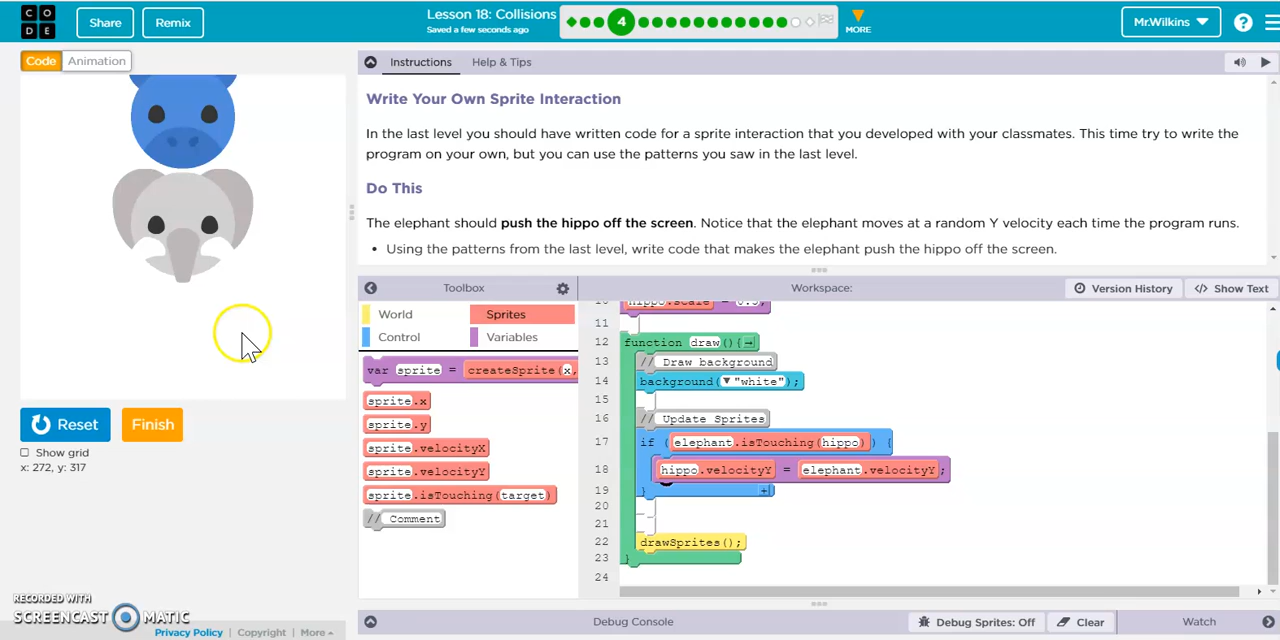 C O
D E
Share
Remix
Lesson 18: Collisions
Saved a few seconds ago
4
MORE
Mr.Wilkins
?
Code
Animation
Instructions
Help & Tips
Write Your Own Sprite Interaction
In the last level you should have written code for a sprite interaction that you developed with your classmates. This time try to write the
program on your own, but you can use the patterns you saw in the last level.
Do This
The elephant should push the hippo off the screen. Notice that the elephant moves at a random Y velocity each time the program runs.
• Using the patterns from the last level, write code that makes the elephant push the hippo off the screen.
Toolbox
Workspace:
Version History
</> Show Text
World
Sprites
Control
Variables
var sprite = createSprite(x,
sprite.x
sprite.y
sprite.velocityX
sprite.velocityY
sprite.isTouching(target)
// Comment
10 hippo.scale = 0.5;
11
12 function draw(){
13 // Draw background
14 background("white");
15
16 // Update Sprites
17 if (elephant.isTouching(hippo)) {
18 hippo.velocityY = elephant.velocityY;
19 }
20
21
22 drawSprites();
23 }
24
Reset
Finish
Show grid
x: 272, y: 317
RECORDED WITH
SCREENCAST MATIC
Privacy Policy | Copyright | More
Debug Console
Debug Sprites: Off
Clear
Watch